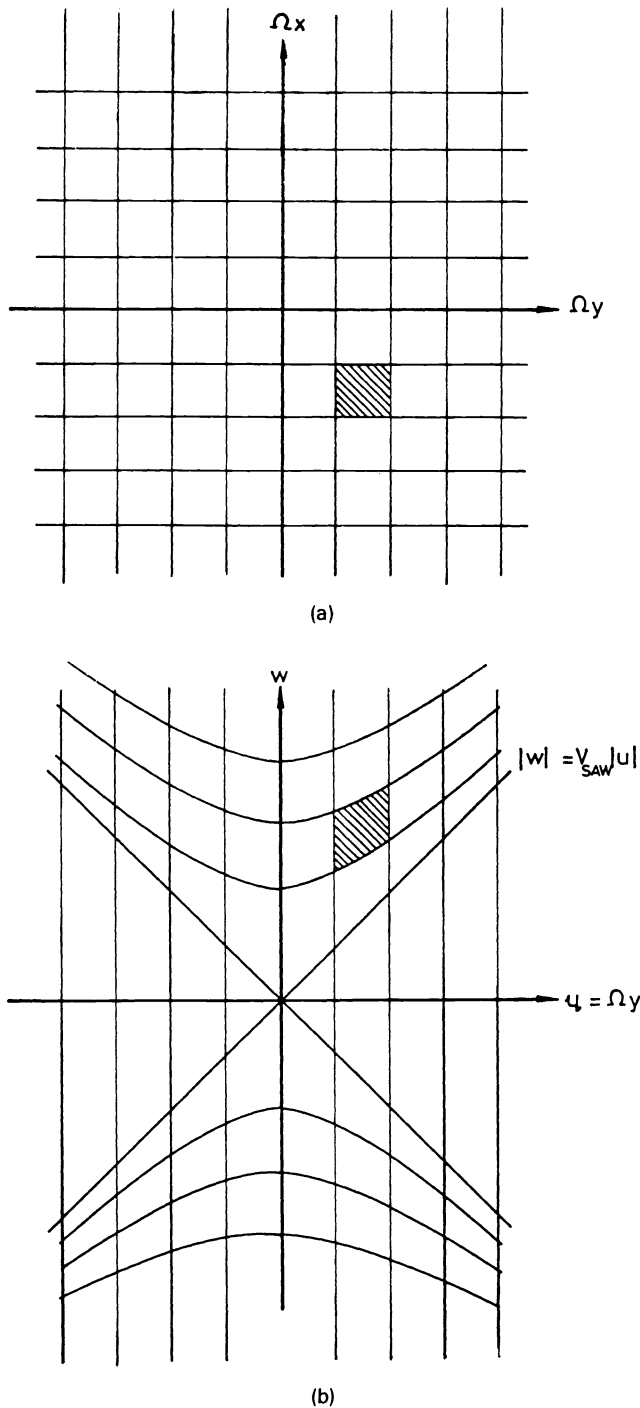 Ωx
Ωy
(a)
w
|w| = V_SAW|u|
u = Ωy
(b)